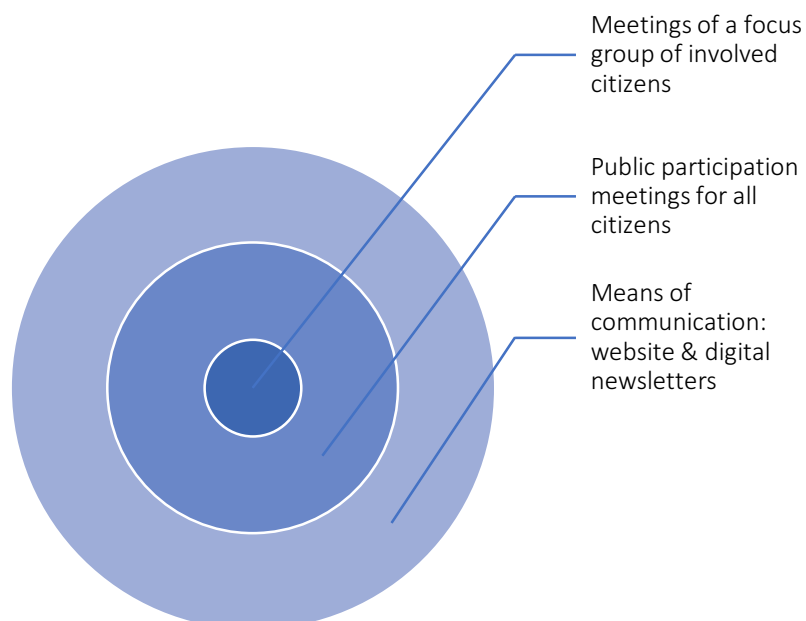 Meetings of a focus
group of involved
citizens
Public participation
meetings for all
citizens
Means of
communication:
website & digital
newsletters